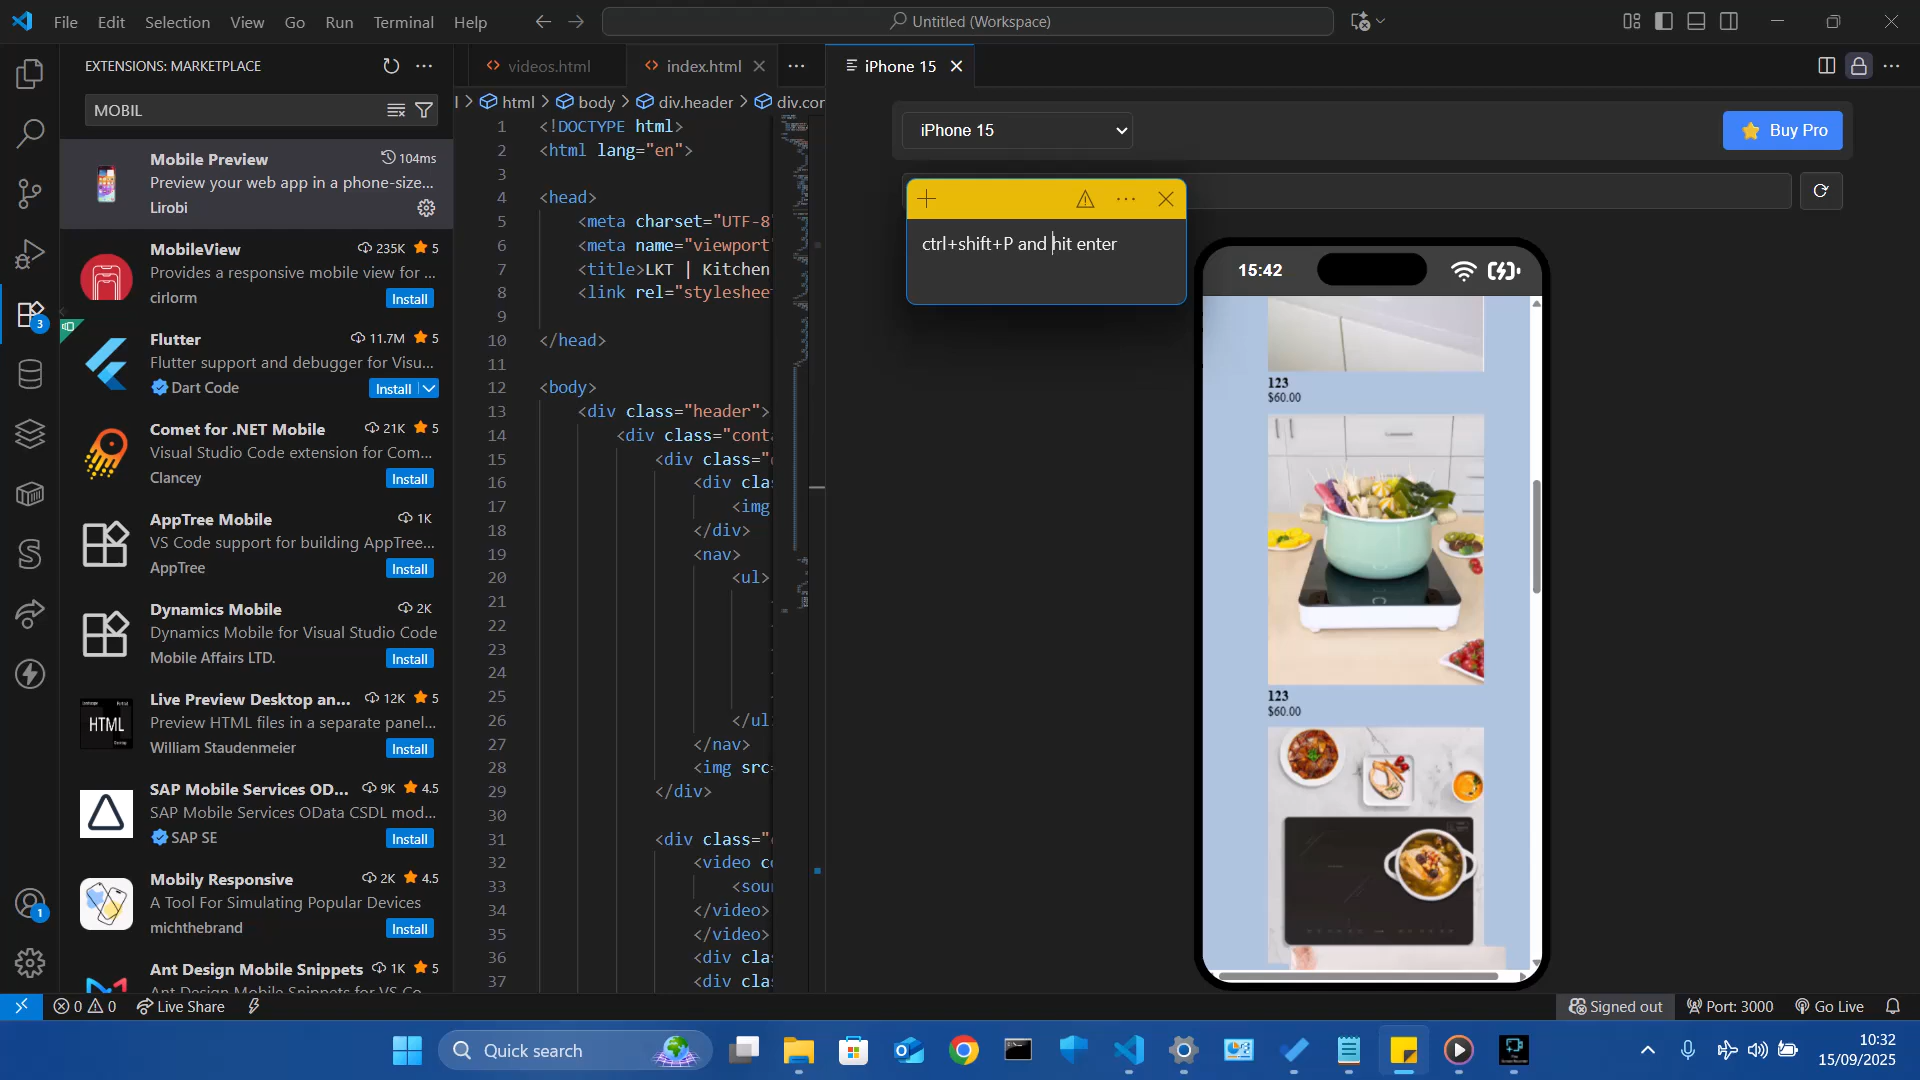 File Edit Selection View Go Run Terminal Help
Untitled (Workspace)
EXTENSIONS: MARKETPLACE
MOBIL
Mobile Preview 104ms
Preview your web app in a phone-size...
Lirobi
MobileView 235K 5
Provides a responsive mobile view for ...
cirlorm Install
Flutter 11.7M 5
Flutter support and debugger for Visu...
Dart Code Install
Comet for .NET Mobile 21K 5
Visual Studio Code extension for Com...
Clancey Install
AppTree Mobile 1K
VS Code support for building AppTree...
AppTree Install
Dynamics Mobile 2K
Dynamics Mobile for Visual Studio Code
Mobile Affairs LTD. Install
Live Preview Desktop an... 12K 5
HTML
Preview HTML files in a separate panel...
William Staudenmeier Install
SAP Mobile Services OD... 9K 4.5
SAP Mobile Services OData CSDL mod...
SAP SE Install
Mobily Responsive 2K 4.5
A Tool For Simulating Popular Devices
michthebrand Install
Ant Design Mobile Snippets 1K 5
3
1
videos.html index.html ...
html > body > div.header > div.cor
1 <!DOCTYPE html>
2 <html lang="en">
3
4 <head>
5 <meta charset="UTF-8"
6 <meta name="viewport"
7 <title>LKT | Kitchen
8 <link rel="stylesheet
9
10 </head>
11
12 <body>
13 <div class="header">
14 <div class="conta
15 <div class="
16 <div clas
17 <img
18 </div>
19 <nav>
20 <ul>
21
22
23
24
25
26 </ul
27 </nav>
28 <img src=
29 </div>
30
31 <div class="
32 <video co
33 <sour
34 </video>
35 </video>
36 <div clas
37 <div clas
iPhone 15
iPhone 15
Buy Pro
ctrl+shift+P and hit enter
15:42
123
$60.00
123
$60.00
0 0 Live Share
Signed out Port: 3000 Go Live
Quick search
10:32
15/09/2025